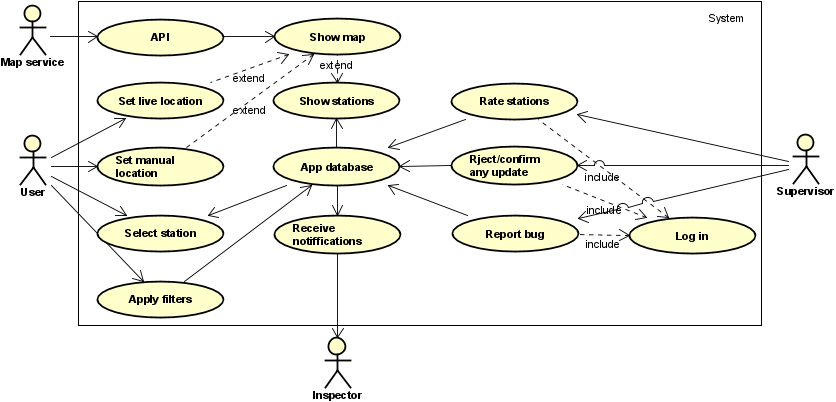 System
API
Show map
Map service
extend
extend
Set live location
Show stations
Rate stations
extend
Set manual
location
App database
Rject/confirm
any update
include
User
Supervisor
include
Select station
Receive
notiffications
Report bug
Log in
include
Apply filters
Inspector